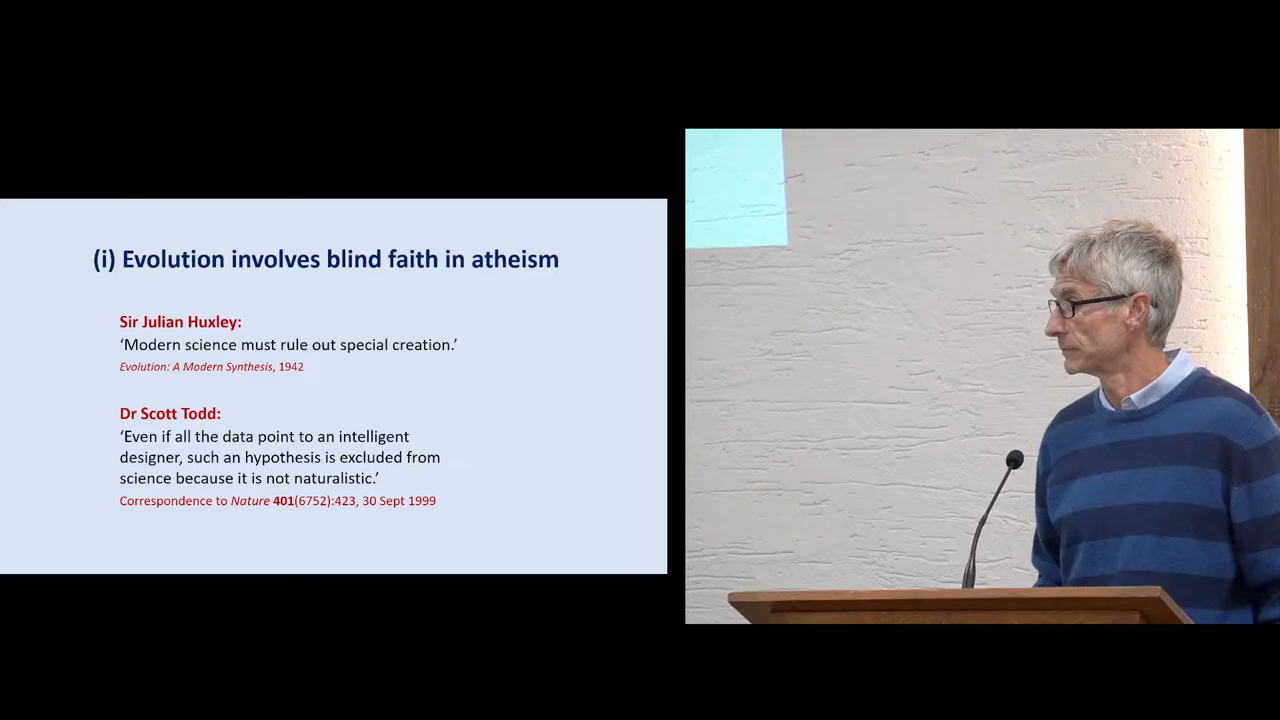 (i) Evolution involves blind faith in atheism
Sir Julian Huxley:
‘Modern science must rule out special creation.’
Evolution: A Modern Synthesis, 1942
Dr Scott Todd:
‘Even if all the data point to an intelligent
designer, such an hypothesis is excluded from
science because it is not naturalistic.’
Correspondence to Nature 401(6752):423, 30 Sept 1999